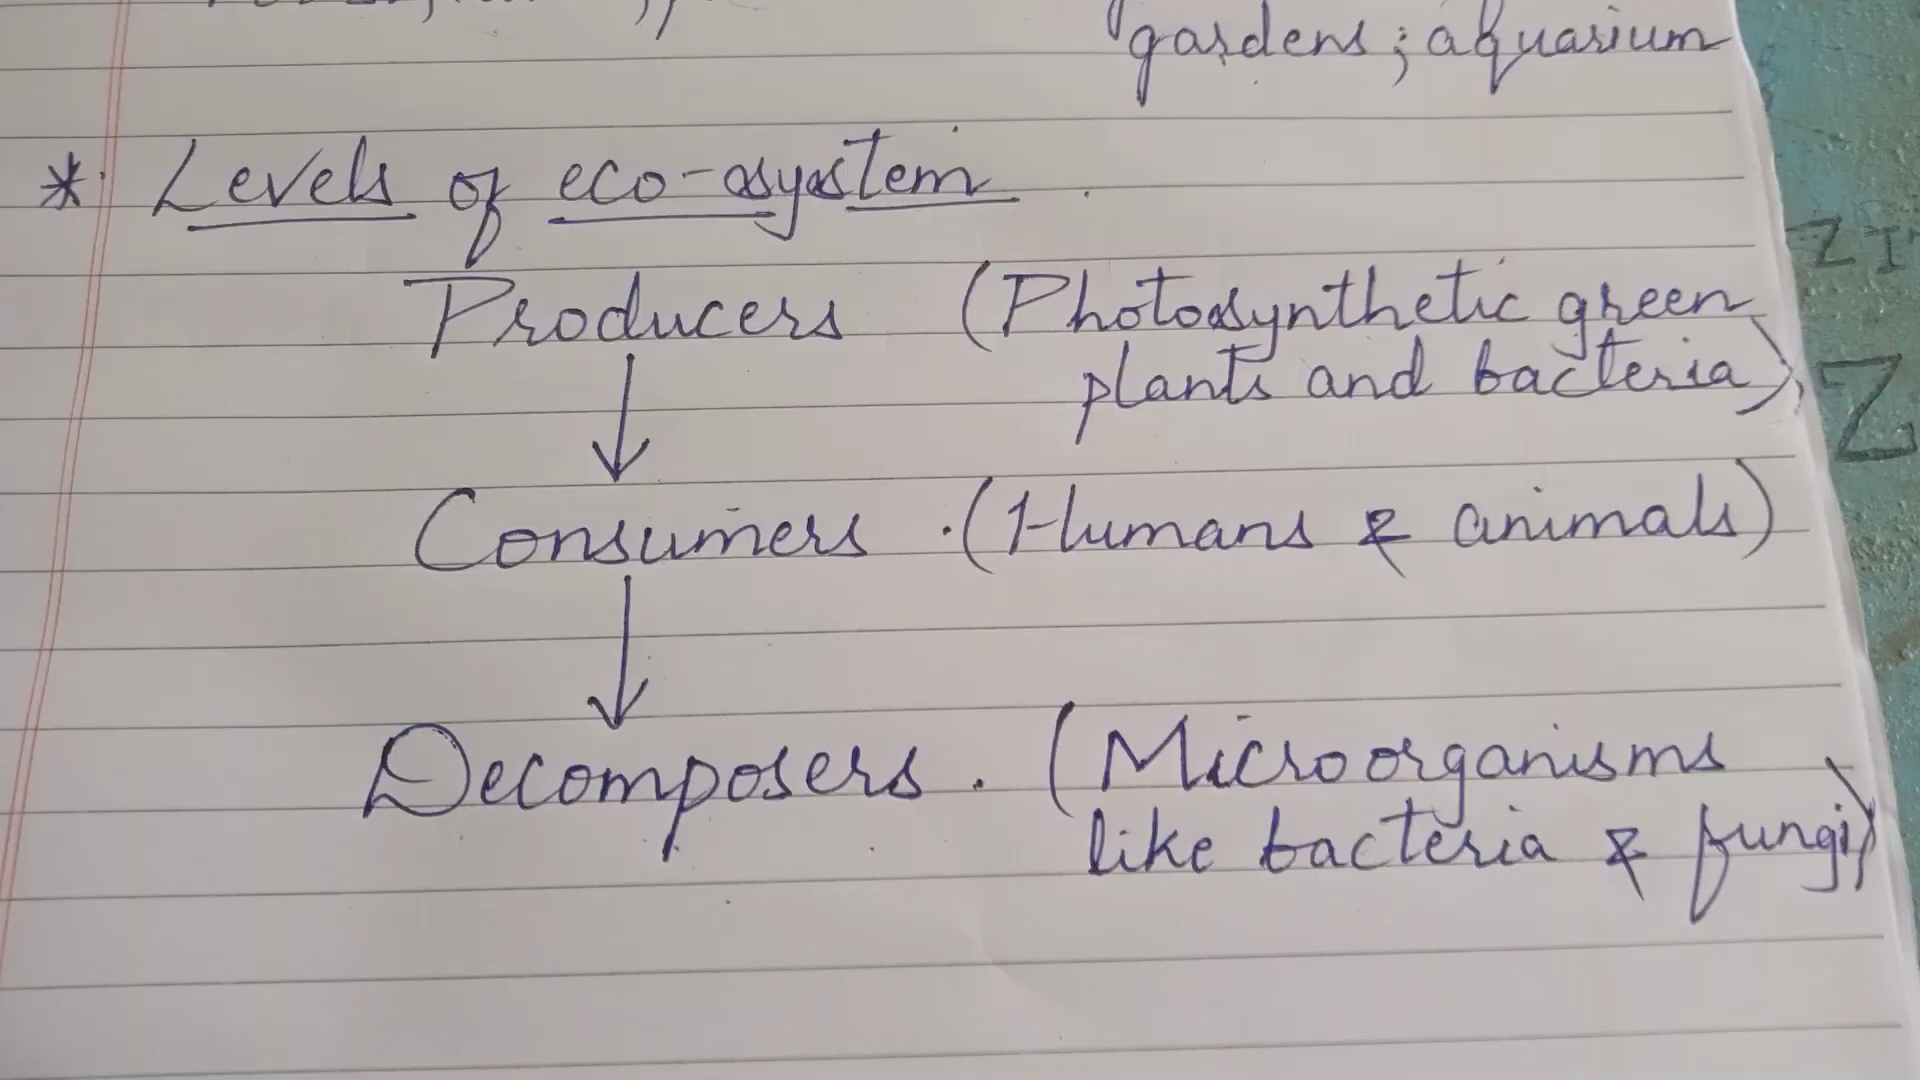 gardens; aquarium
* Levels of eco-system
Producers (Photosynthetic green
plants and bacteria)
Consumers (Humans & animals)
Decomposers. (Microorganisms
like bacteria & fungi)
Z